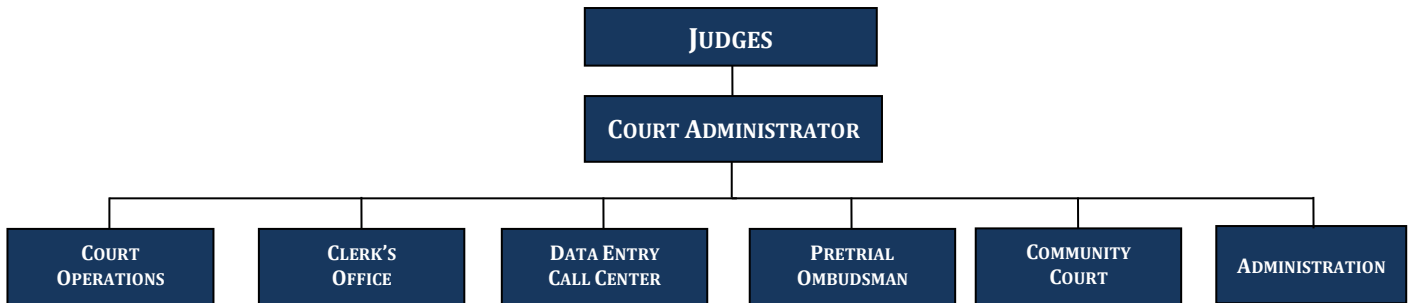 JUDGES
COURT ADMINISTRATOR
COURT
OPERATIONS
CLERK'S
OFFICE
DATA ENTRY
CALL CENTER
PRETRIAL
OMBUDSMAN
COMMUNITY
COURT
ADMINISTRATION